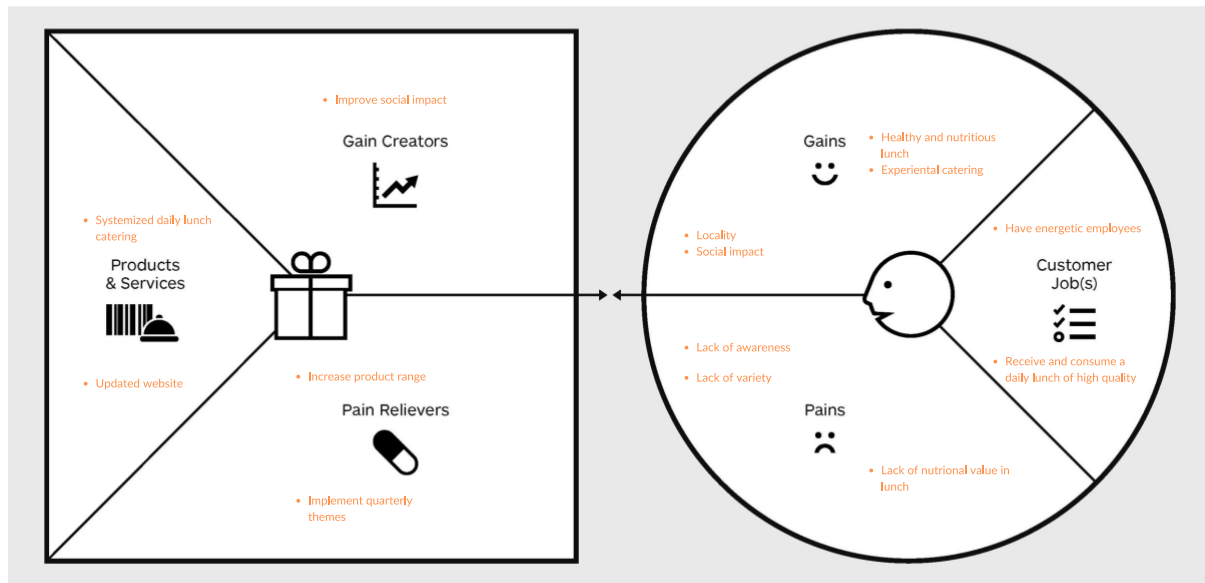 • Improve social impact
Gain Creators
• Systemized daily lunch
catering
Products
& Services
• Updated website
• Increase product range
Pain Relievers
• Implement quarterly
themes
Gains
• Healthy and nutritious
lunch
• Experiental catering
• Locality
• Social impact
• Have energetic employees
Customer
Job(s)
• Receive and consume a
daily lunch of high quality
• Lack of awareness
• Lack of variety
Pains
• Lack of nutrional value in
lunch